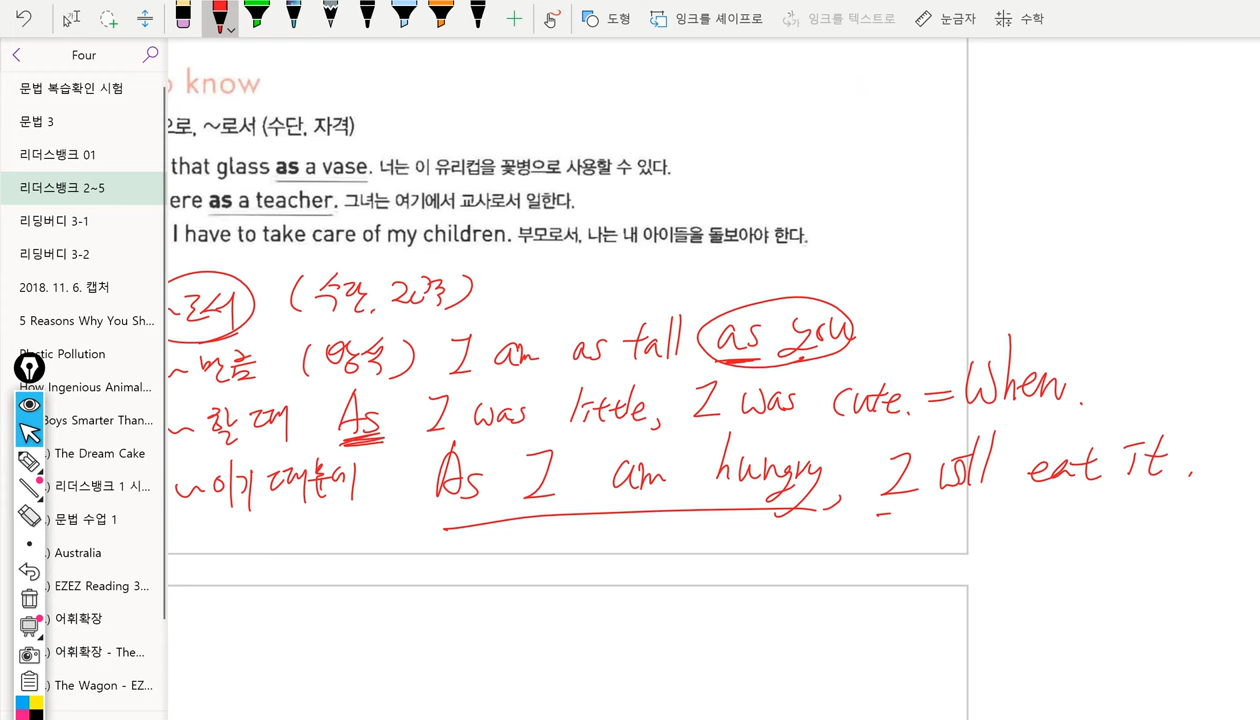 도형
잉크를 셰이프로
잉크를 텍스트로
눈금자
수학
Four
문법 복습확인 시험
문법 3
리더스뱅크 01
리더스뱅크 2~5
리딩버디 3-1
리딩버디 3-2
2018. 11. 6. 캡처
5 Reasons Why You Sh...
Plastic Pollution
How Ingenious Animal...
Boys Smarter Than...
) The Dream Cake
) 리더스뱅크 1 시...
) 문법 수업 1
) Australia
) EZEZ Reading 3...
) 어휘확장
) 어휘확장 - The...
) The Wagon - EZ...
o know
으로, ~로서 (수단, 자격)
that glass as a vase. 너는 이 유리컵을 꽃병으로 사용할 수 있다.
ere as a teacher. 그녀는 여기에서 교사로서 일한다.
I have to take care of my children. 부모로서, 나는 내 아이들을 돌보아야 한다.
~로서 (수단,
~만큼 I am as tall as you
~할 때 As I was little, I was cute. = When.
~이기 때문에 As I am hungry, I will eat it.